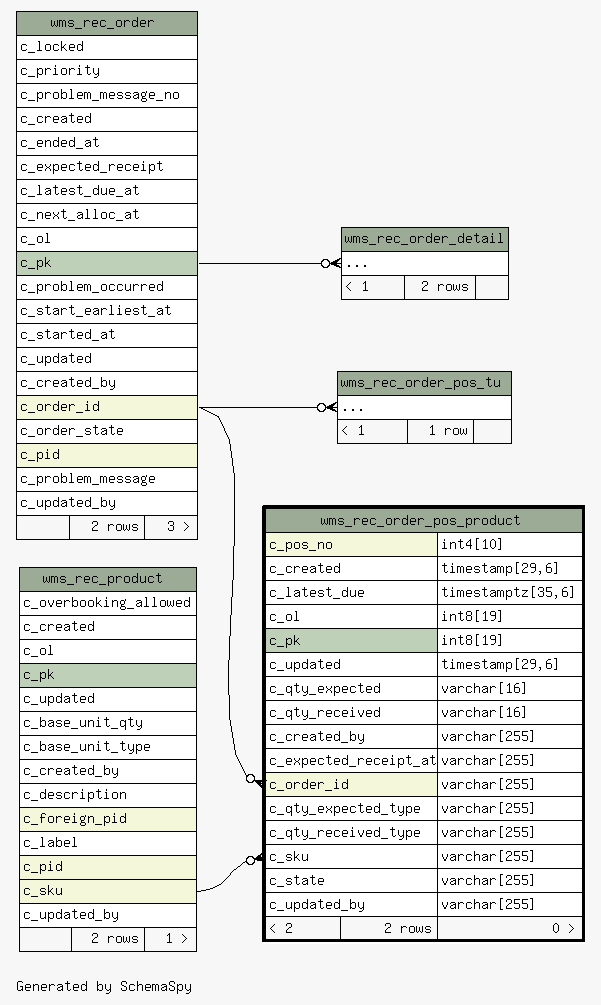 wms_rec_order
c_locked
c_priority
c_problem_message_no
c_created
c_ended_at
c_expected_receipt
c_latest_due_at
c_next_alloc_at
c_ol
c_pk
c_problem_occurred
c_start_earliest_at
c_started_at
c_updated
c_created_by
c_order_id
c_order_state
c_pid
c_problem_message
c_updated_by
2 rows 3 >
wms_rec_order_detail
...
< 1 2 rows
wms_rec_order_pos_tu
...
< 1 1 row
wms_rec_order_pos_product
c_pos_no int4[10]
c_created timestamp[29,6]
c_latest_due timestamptz[35,6]
c_ol int8[19]
c_pk int8[19]
c_updated timestamp[29,6]
c_qty_expected varchar[16]
c_qty_received varchar[16]
c_created_by varchar[255]
c_expected_receipt_at varchar[255]
c_order_id varchar[255]
c_qty_expected_type varchar[255]
c_qty_received_type varchar[255]
c_sku varchar[255]
c_state varchar[255]
c_updated_by varchar[255]
< 2 2 rows 0 >
wms_rec_product
c_overbooking_allowed
c_created
c_ol
c_pk
c_updated
c_base_unit_qty
c_base_unit_type
c_created_by
c_description
c_foreign_pid
c_label
c_pid
c_sku
c_updated_by
2 rows 1 >
Generated by SchemaSpy